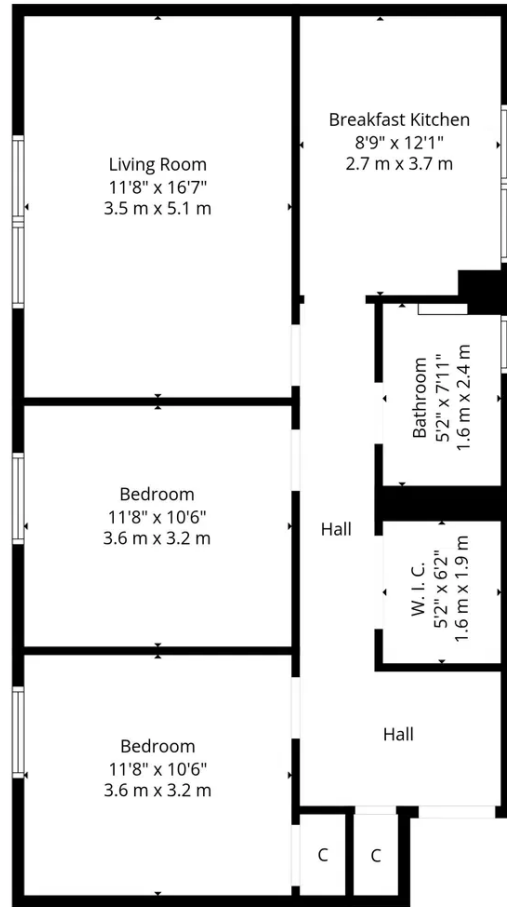 Living Room
11'8" x 16'7"
3.5 m x 5.1 m
Breakfast Kitchen
8'9" x 12'1"
2.7 m x 3.7 m
Bathroom
5'2" x 7'11"
1.6 m x 2.4 m
Bedroom
11'8" x 10'6"
3.6 m x 3.2 m
Hall
W. I. C.
5'2" x 6'2"
1.6 m x 1.9 m
Bedroom
11'8" x 10'6"
3.6 m x 3.2 m
Hall
C
C